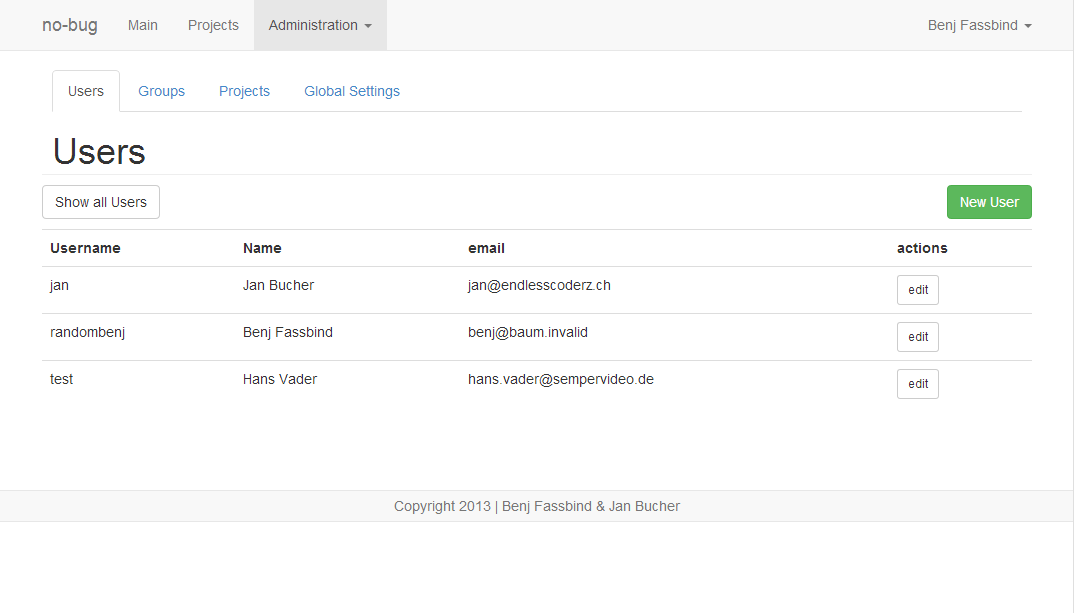 no-bug Main Projects Administration Benj Fassbind
Users Groups Projects Global Settings
Users
Show all Users New User
Username Name email actions
jan Jan Bucher jan@endlesscoderz.ch edit
randombenj Benj Fassbind benj@baum.invalid edit
test Hans Vader hans.vader@sempervideo.de edit
Copyright 2013 | Benj Fassbind & Jan Bucher